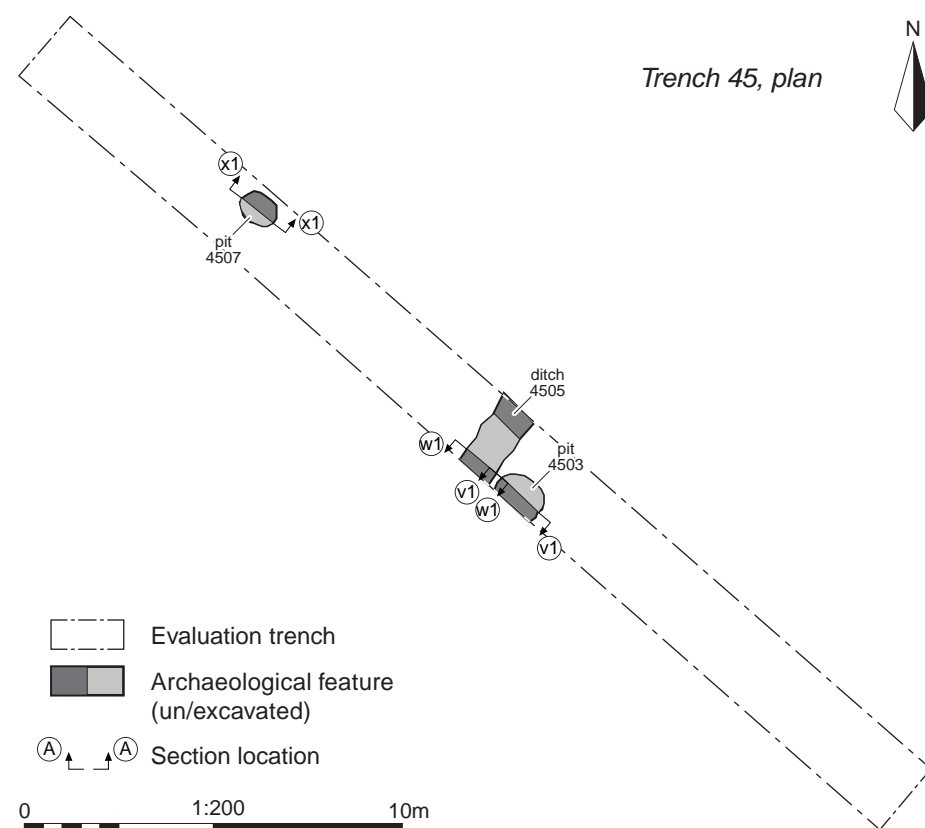 N
Trench 45, plan
x1
x1
pit
4507
ditch
4505
w1
pit
4503
v1
w1
v1
Evaluation trench
Archaeological feature
(un/excavated)
A A Section location
0 1:200 10m